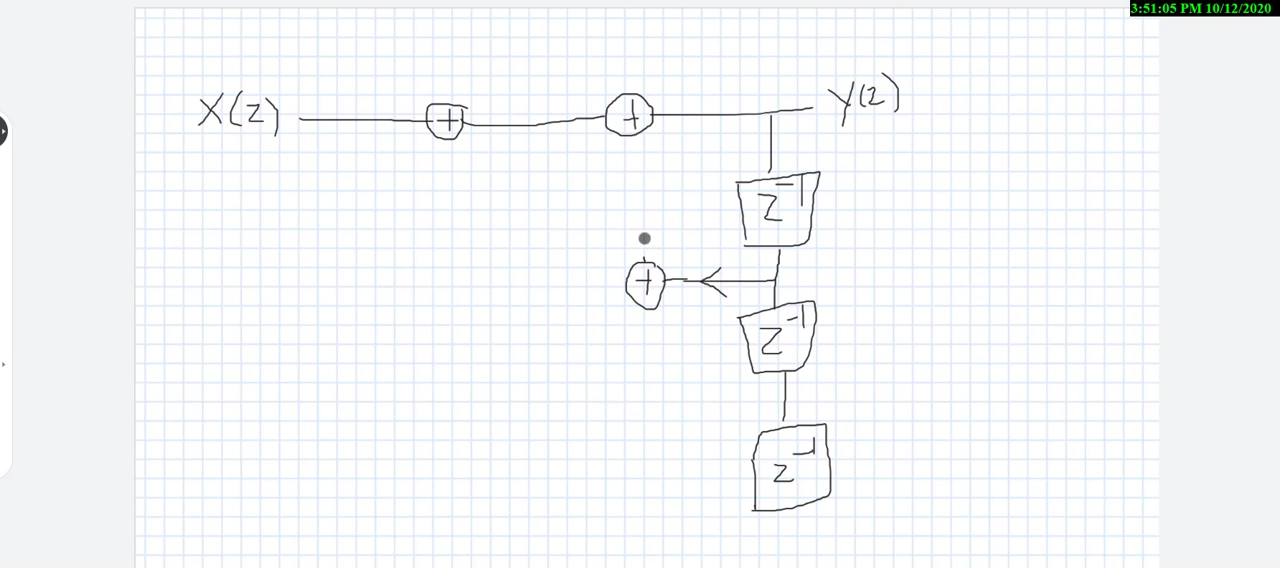 3:51:05 PM 10/12/2020
X(Z) + + Y(Z)
Z⁻¹
+
Z⁻¹
Z⁻¹